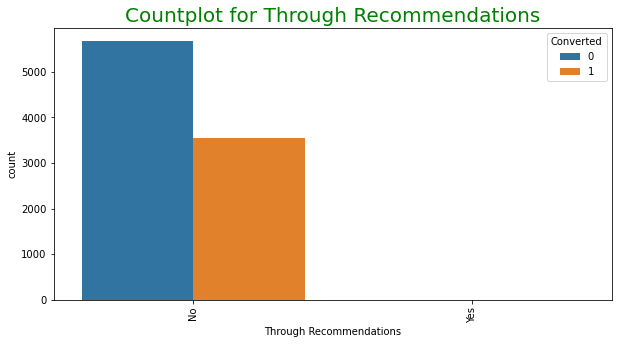 Countplot for Through Recommendations
Converted
0
1
count
5000
4000
3000
2000
1000
0
No
Yes
Through Recommendations